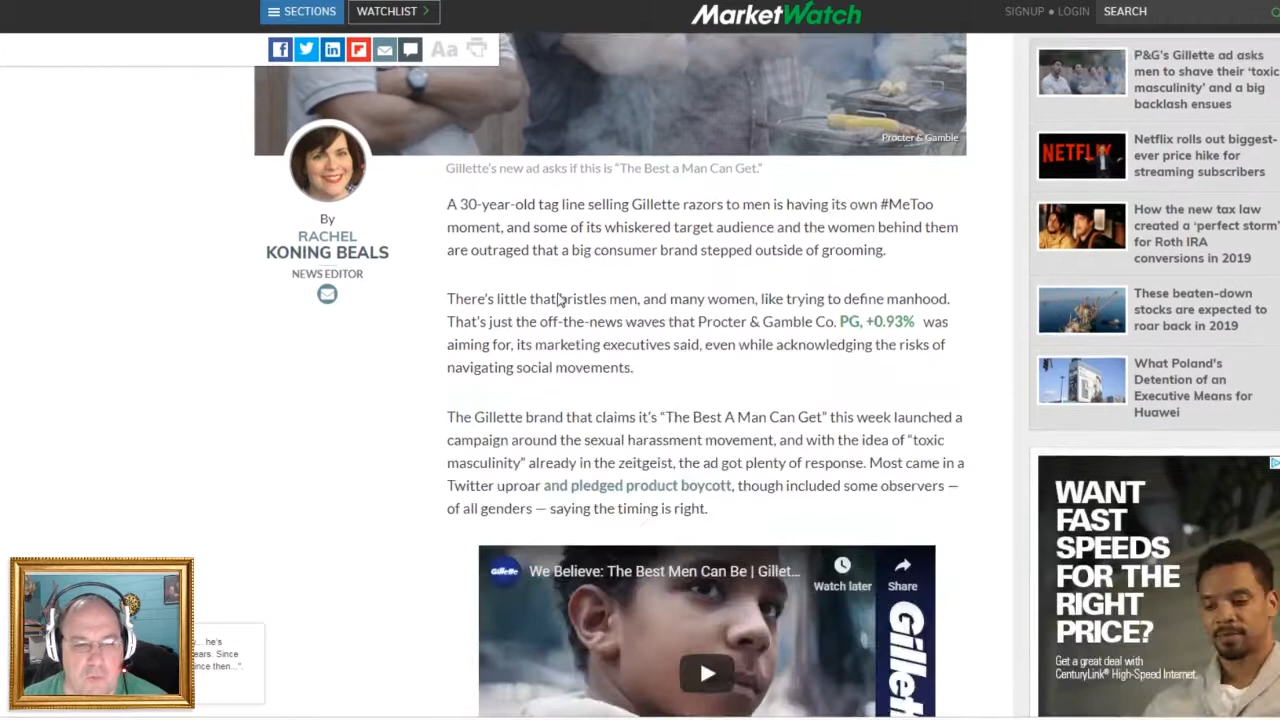 SECTIONS
WATCHLIST >
MarketWatch
SIGNUP • LOGIN
SEARCH
Aa
Procter & Gamble
Gillette's new ad asks if this is “The Best a Man Can Get.”
By
RACHEL
KONING BEALS
NEWS EDITOR
A 30-year-old tag line selling Gillette razors to men is having its own #MeToo
moment, and some of its whiskered target audience and the women behind them
are outraged that a big consumer brand stepped outside of grooming.
There's little that bristles men, and many women, like trying to define manhood.
That's just the off-the-news waves that Procter & Gamble Co. PG, +0.93% was
aiming for, its marketing executives said, even while acknowledging the risks of
navigating social movements.
The Gillette brand that claims it's “The Best A Man Can Get” this week launched a
campaign around the sexual harassment movement, and with the idea of “toxic
masculinity” already in the zeitgeist, the ad got plenty of response. Most came in a
Twitter uproar and pledged product boycott, though included some observers —
of all genders — saying the timing is right.
Gillette
We Believe: The Best Men Can Be | Gillet...
Watch later
Share
Gillet
P&G's Gillette ad asks
men to shave their ‘toxic
masculinity’ and a big
backlash ensues
NETFLIX
Netflix rolls out biggest-
ever price hike for
streaming subscribers
How the new tax law
created a ‘perfect storm’
for Roth IRA
conversions in 2019
These beaten-down
stocks are expected to
roar back in 2019
What Poland's
Detention of an
Executive Means for
Huawei
WANT
FAST
SPEEDS
FOR THE
RIGHT
PRICE?
Get a great deal with
CenturyLink® High-Speed Internet.
... he's
ears. Since
ince then...".